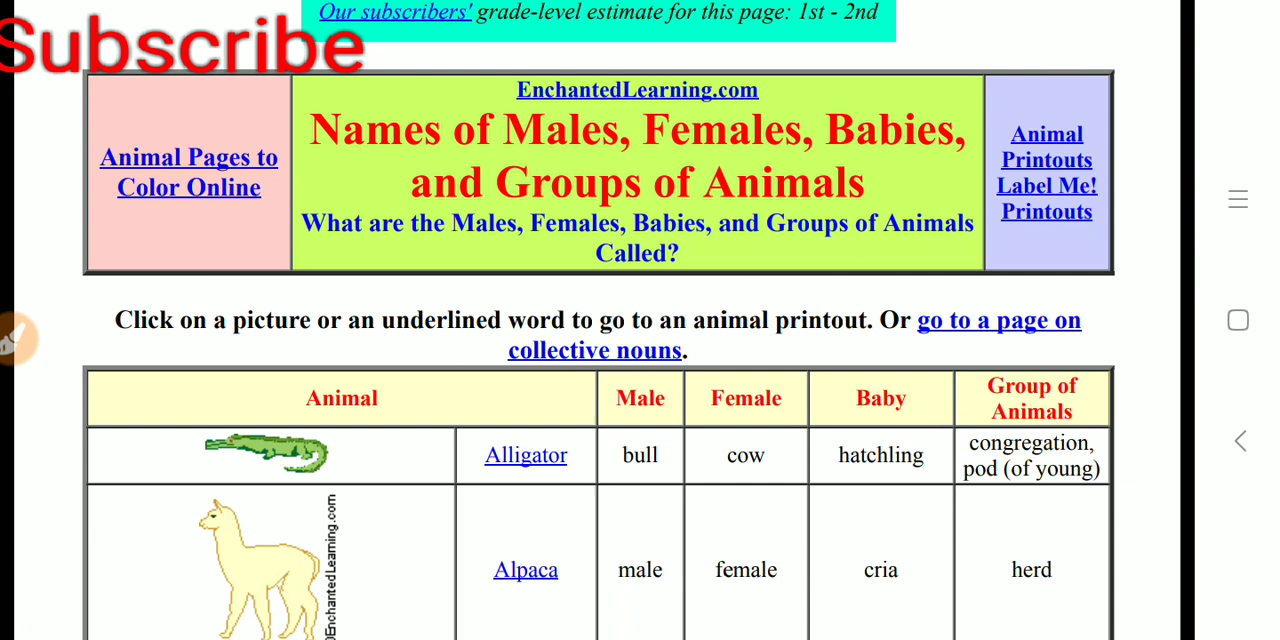 Our subscribers' grade-level estimate for this page: 1st - 2nd
Subscribe
Animal Pages to
Color Online
EnchantedLearning.com
Names of Males, Females, Babies,
and Groups of Animals
What are the Males, Females, Babies, and Groups of Animals
Called?
Animal
Printouts
Label Me!
Printouts
Click on a picture or an underlined word to go to an animal printout. Or go to a page on
collective nouns.
Animal Male Female Baby Group of
Animals
Alligator bull cow hatchling congregation,
pod (of young)
EnchantedLearning.com
Alpaca male female cria herd